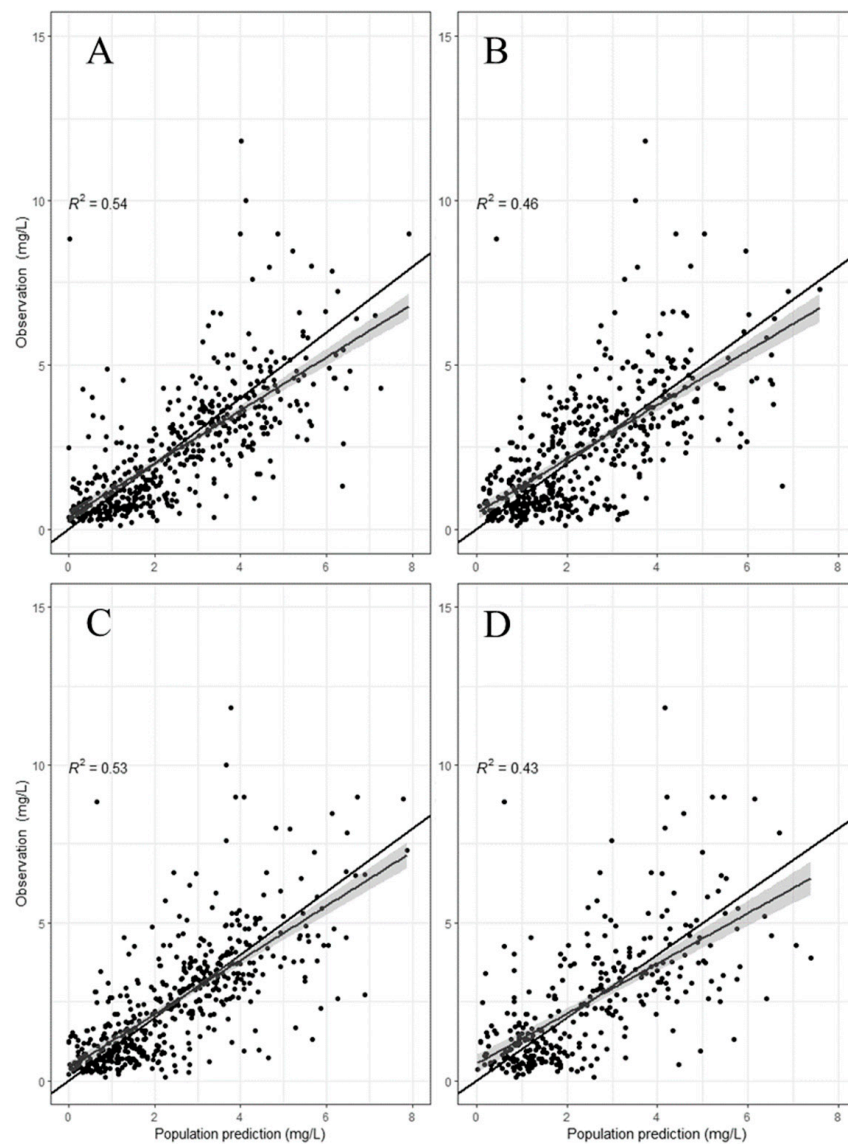 A
B
15
15
R² = 0.54
R² = 0.46
10
10
Observation (mg/L)
5
5
0
0
0 2 4 6 8
0 2 4 6 8
C
D
15
15
R² = 0.53
R² = 0.43
10
10
Observation (mg/L)
5
5
0
0
0 2 4 6 8
0 2 4 6 8
Population prediction (mg/L)
Population prediction (mg/L)